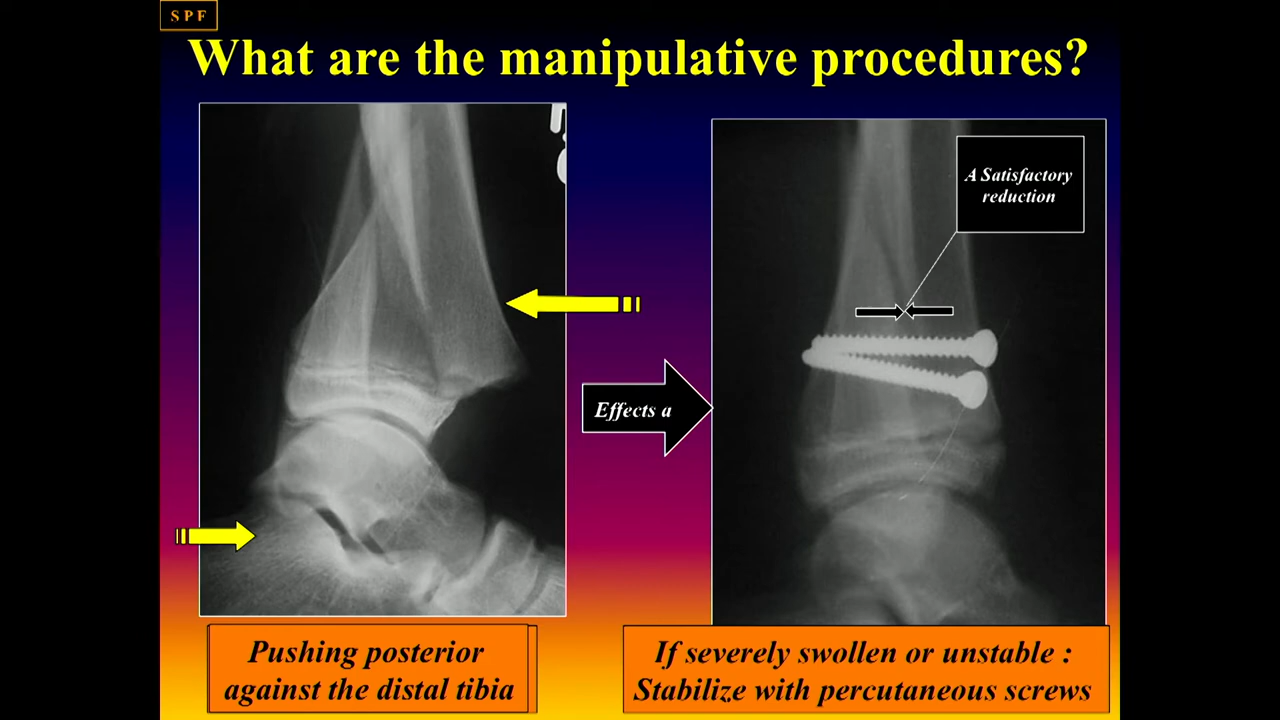 SPF
What are the manipulative procedures?
A Satisfactory
reduction
Effects a
Pushing posterior
against the distal tibia
If severely swollen or unstable :
Stabilize with percutaneous screws